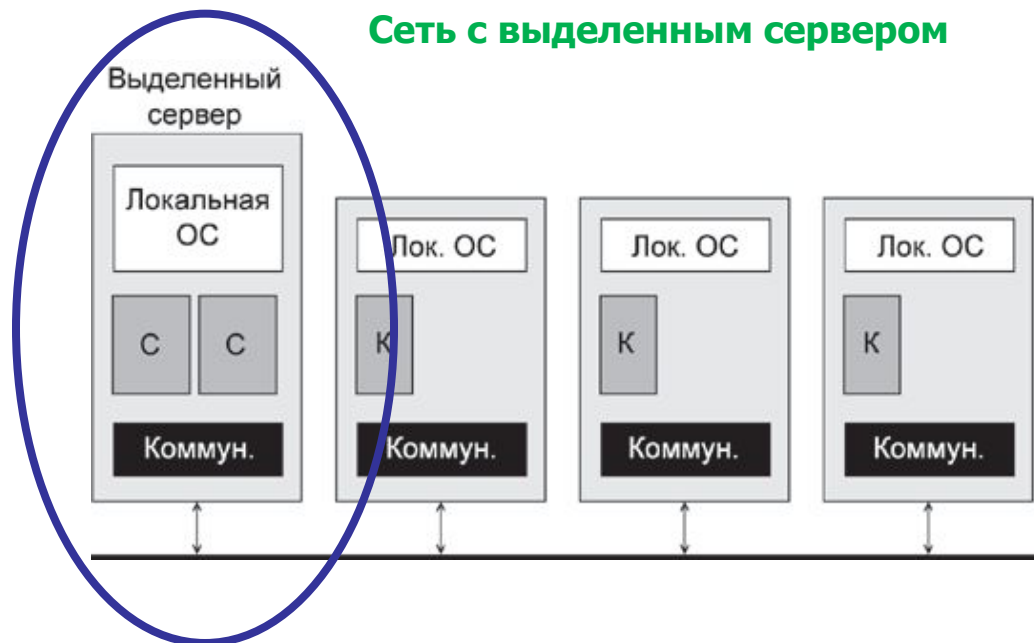 Сеть с выделенным сервером
Выделенный
сервер
Локальная
ОС
С С
Коммун.
Лок. ОС
К
Коммун.
Лок. ОС
К
Коммун.
Лок. ОС
К
Коммун.